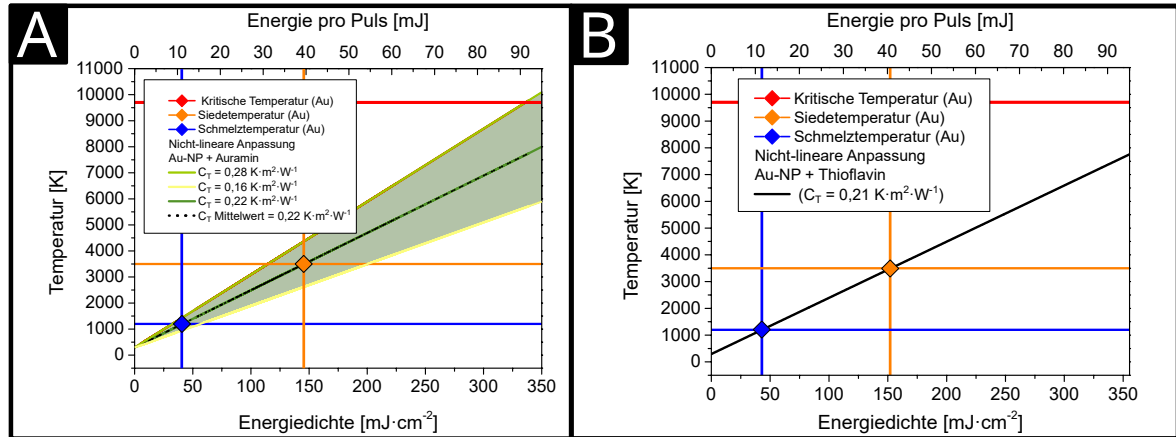 A
Energie pro Puls [mJ]
0 10 20 30 40 50 60 70 80 90
11000
10000
9000
8000
7000
6000
5000
4000
3000
2000
1000
0
Temperatur [K]
Kritische Temperatur (Au)
Siedetemperatur (Au)
Schmelztemperatur (Au)
Nicht-lineare Anpassung
Au-NP + Auramin
C_T = 0,28 K·m²·W⁻¹
C_T = 0,16 K·m²·W⁻¹
C_T = 0,22 K·m²·W⁻¹
C_T Mittelwert = 0,22 K·m²·W⁻¹
0 50 100 150 200 250 300 350
Energiedichte [mJ·cm⁻²]
B
Energie pro Puls [mJ]
0 10 20 30 40 50 60 70 80 90
11000
10000
9000
8000
7000
6000
5000
4000
3000
2000
1000
0
Temperatur [K]
Kritische Temperatur (Au)
Siedetemperatur (Au)
Schmelztemperatur (Au)
Nicht-lineare Anpassung
Au-NP + Thioflavin
(C_T = 0,21 K·m²·W⁻¹)
0 50 100 150 200 250 300 350
Energiedichte [mJ·cm⁻²]